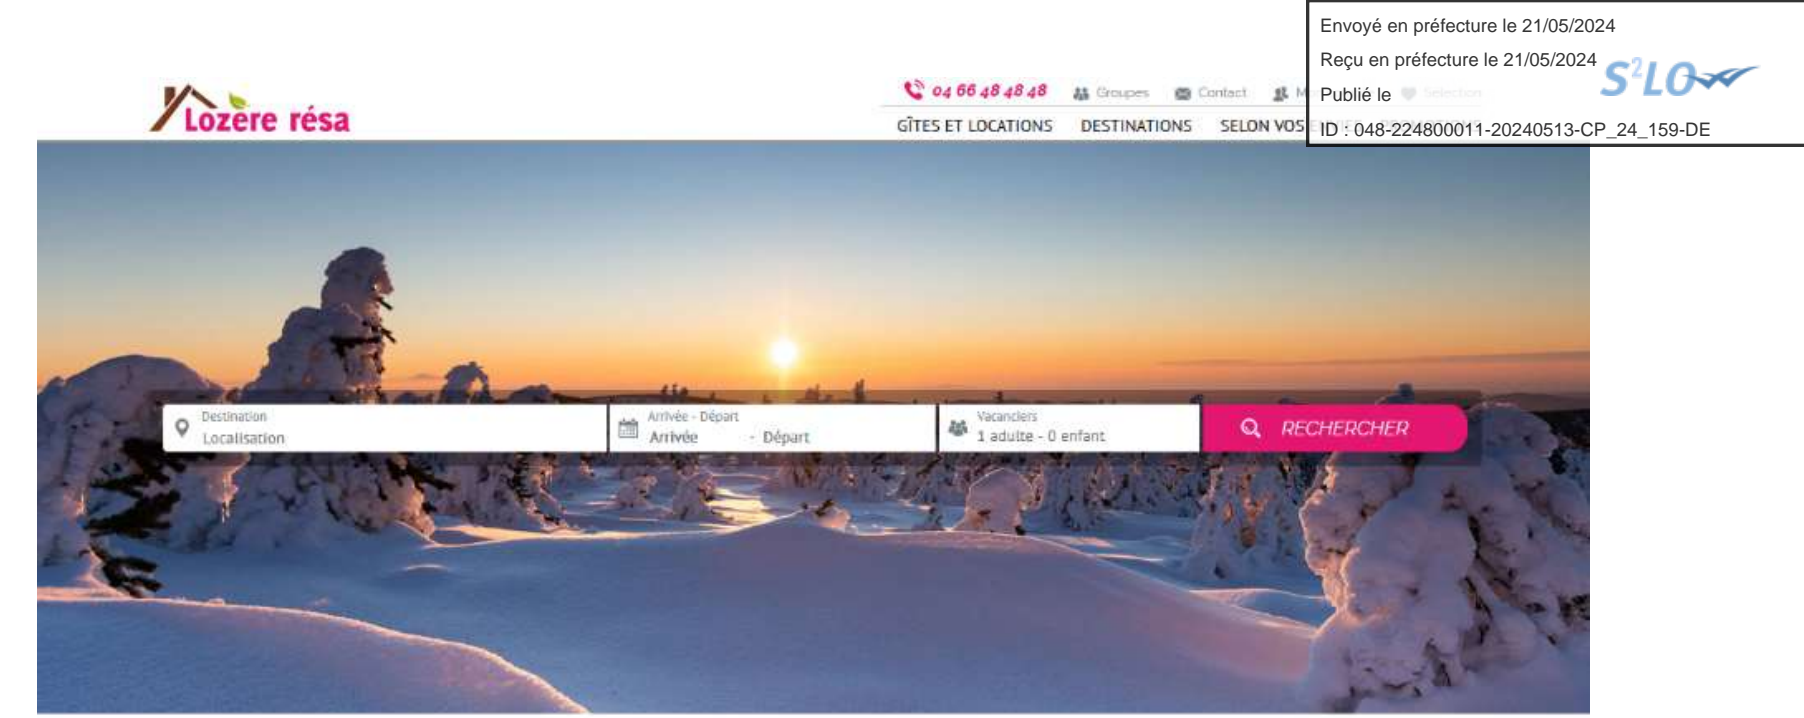 Envoyé en préfecture le 21/05/2024
Reçu en préfecture le 21/05/2024
Publié le
ID : 048-224800011-20240513-CP_24_159-DE
S²LO
Lozère résa
04 66 48 48 48 Groupes Contact Sélection
GÎTES ET LOCATIONS DESTINATIONS SELON VOS
Destination
Localisation
Arrivée - Départ
Arrivée - Départ
Vacanciers
1 adulte - 0 enfant
RECHERCHER